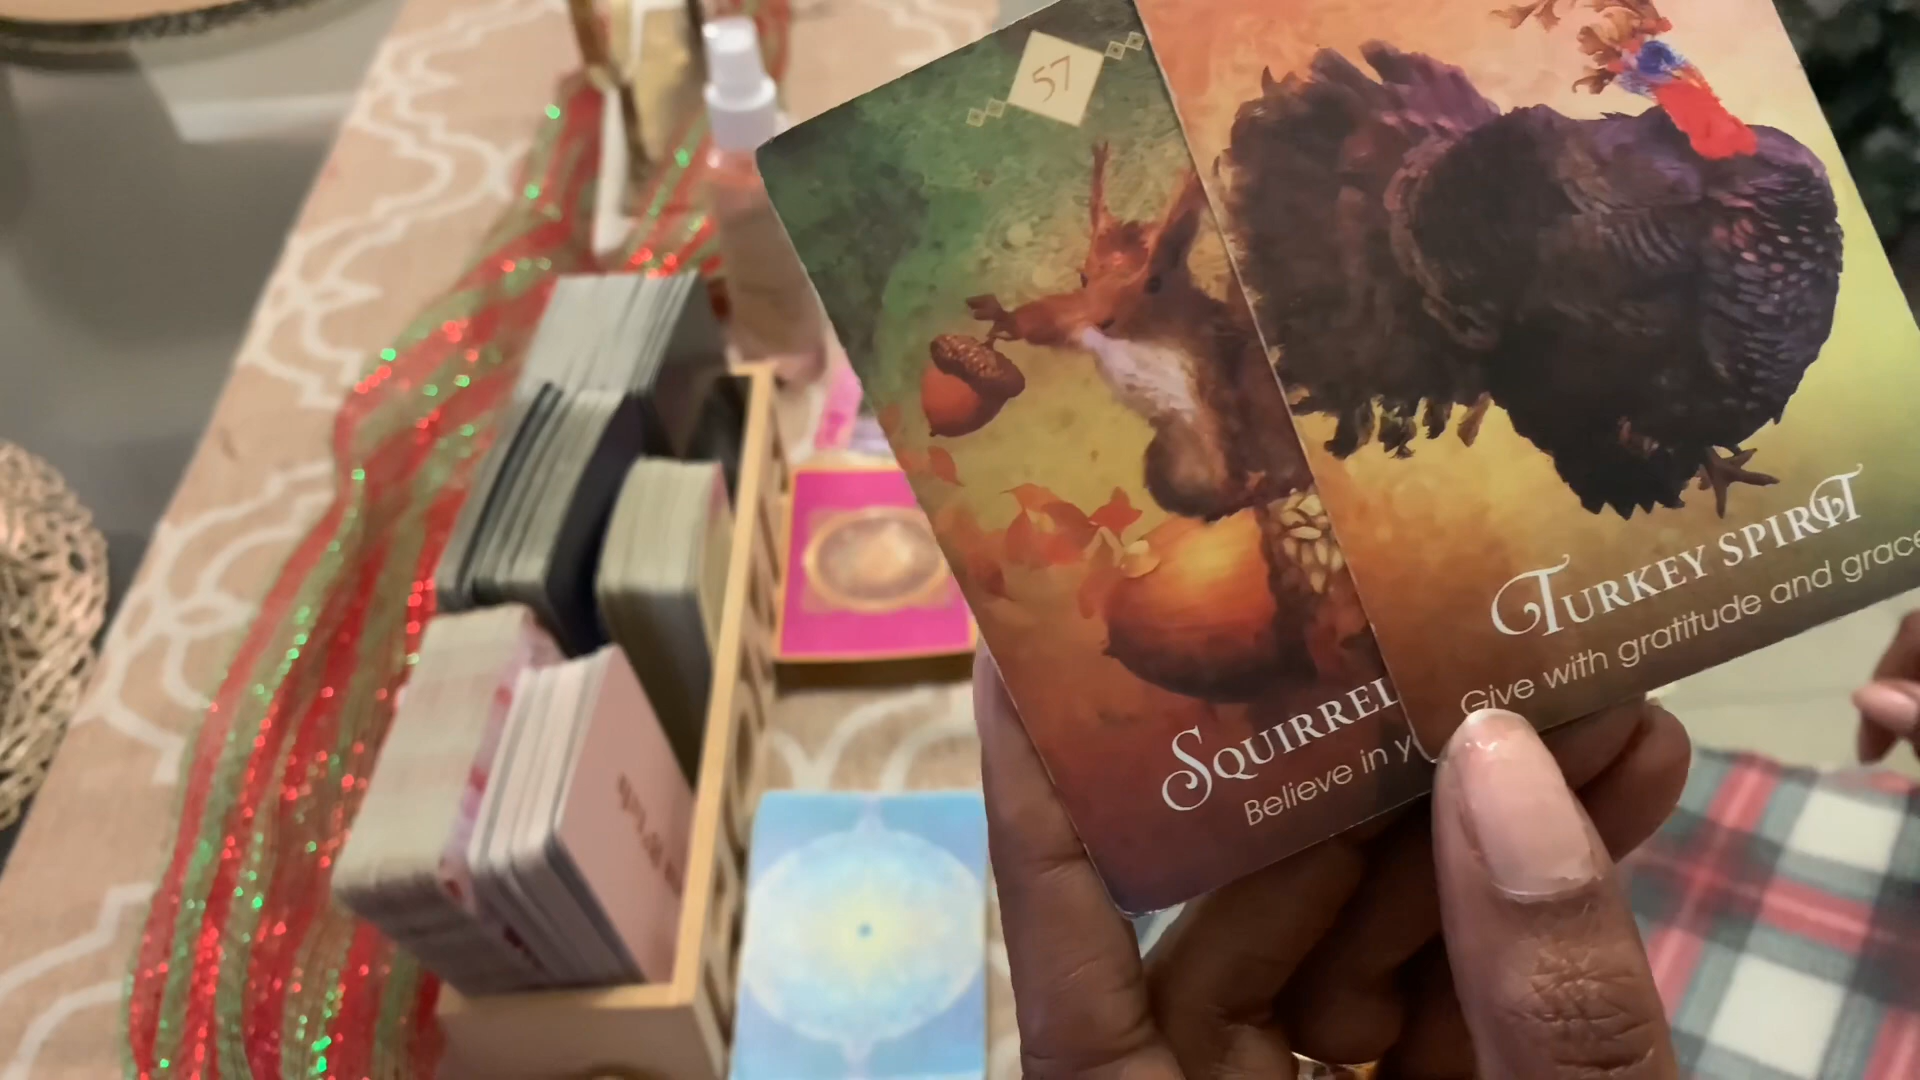 57
SQUIRREL
Believe in
TURKEY SPIRIT
Give with gratitude and grace